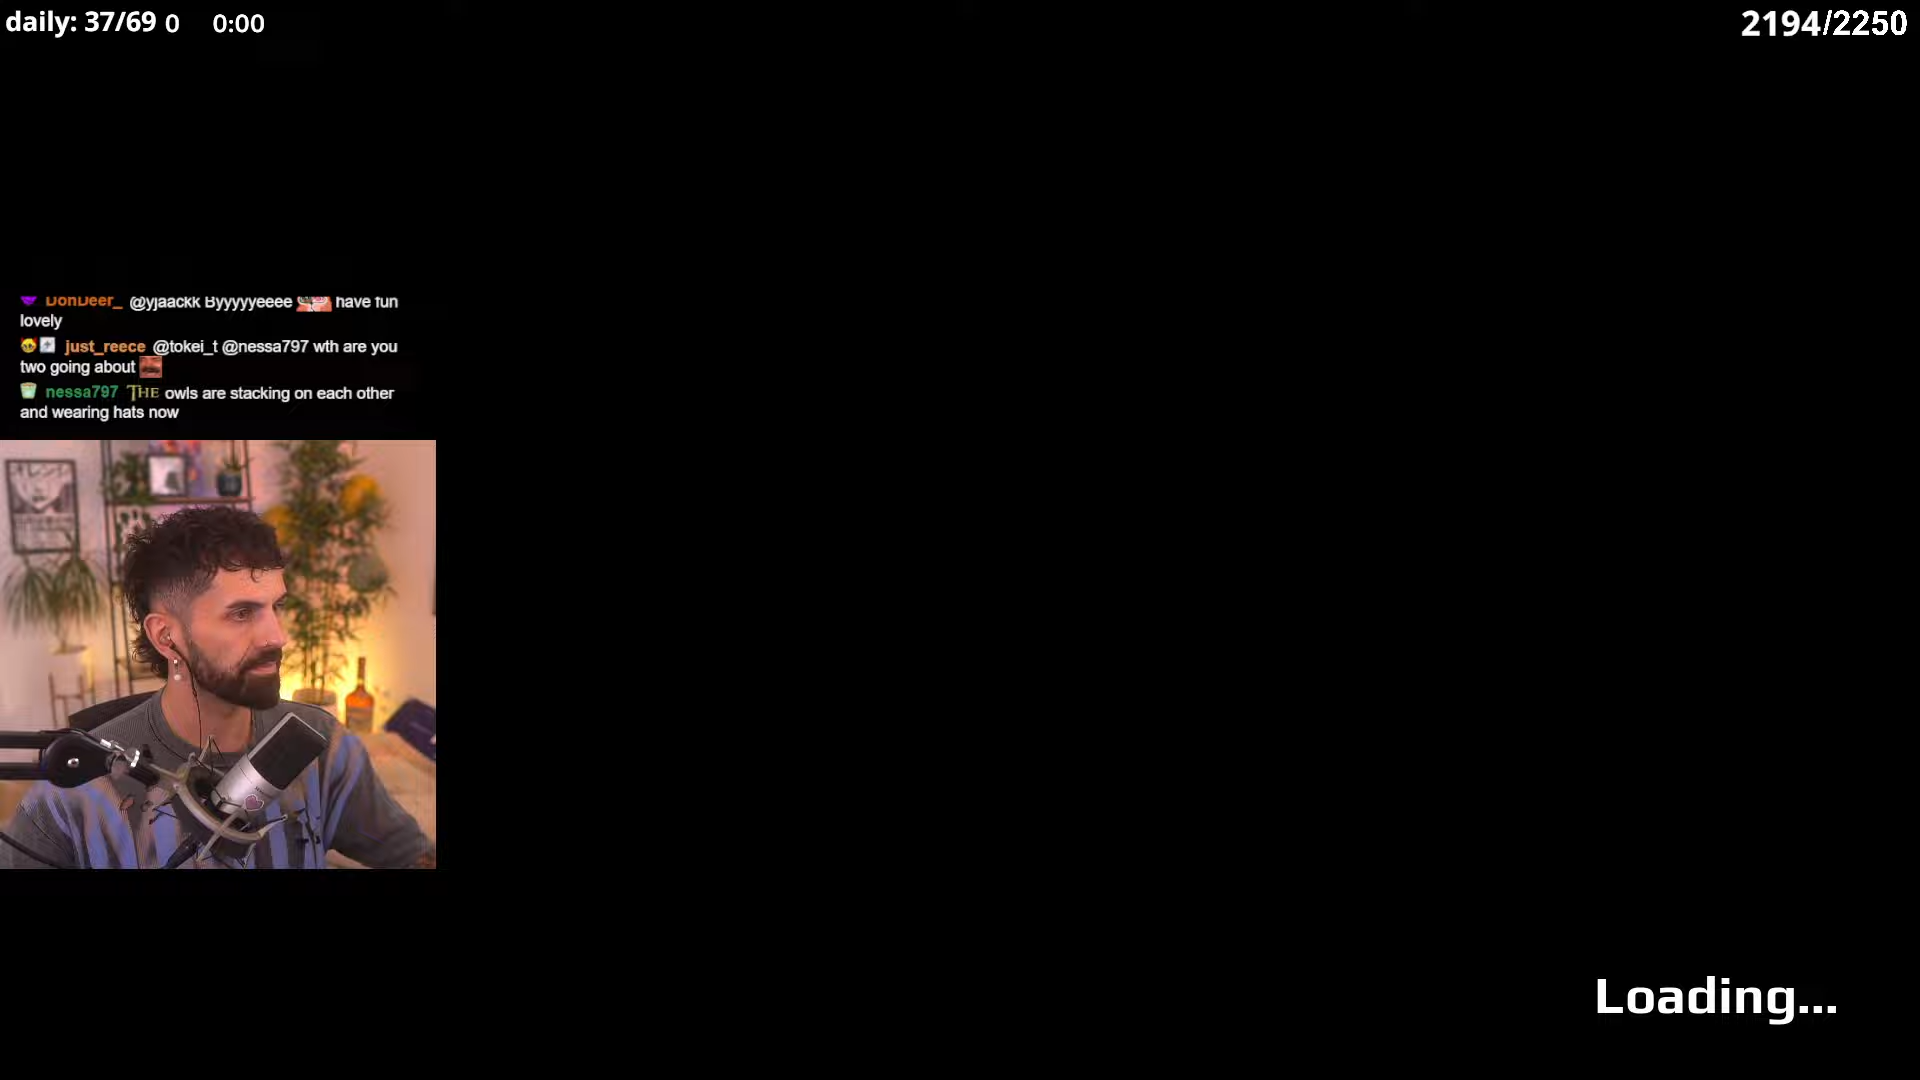 daily: 37/69 0 0:00
2194/2250
DonDeer_ @yjaackk Byyyyyeeee have fun
lovely
just_reece @tokei_t @nessa797 wth are you
two going about
nessa797 THE owls are stacking on each other
and wearing hats now
Loading...